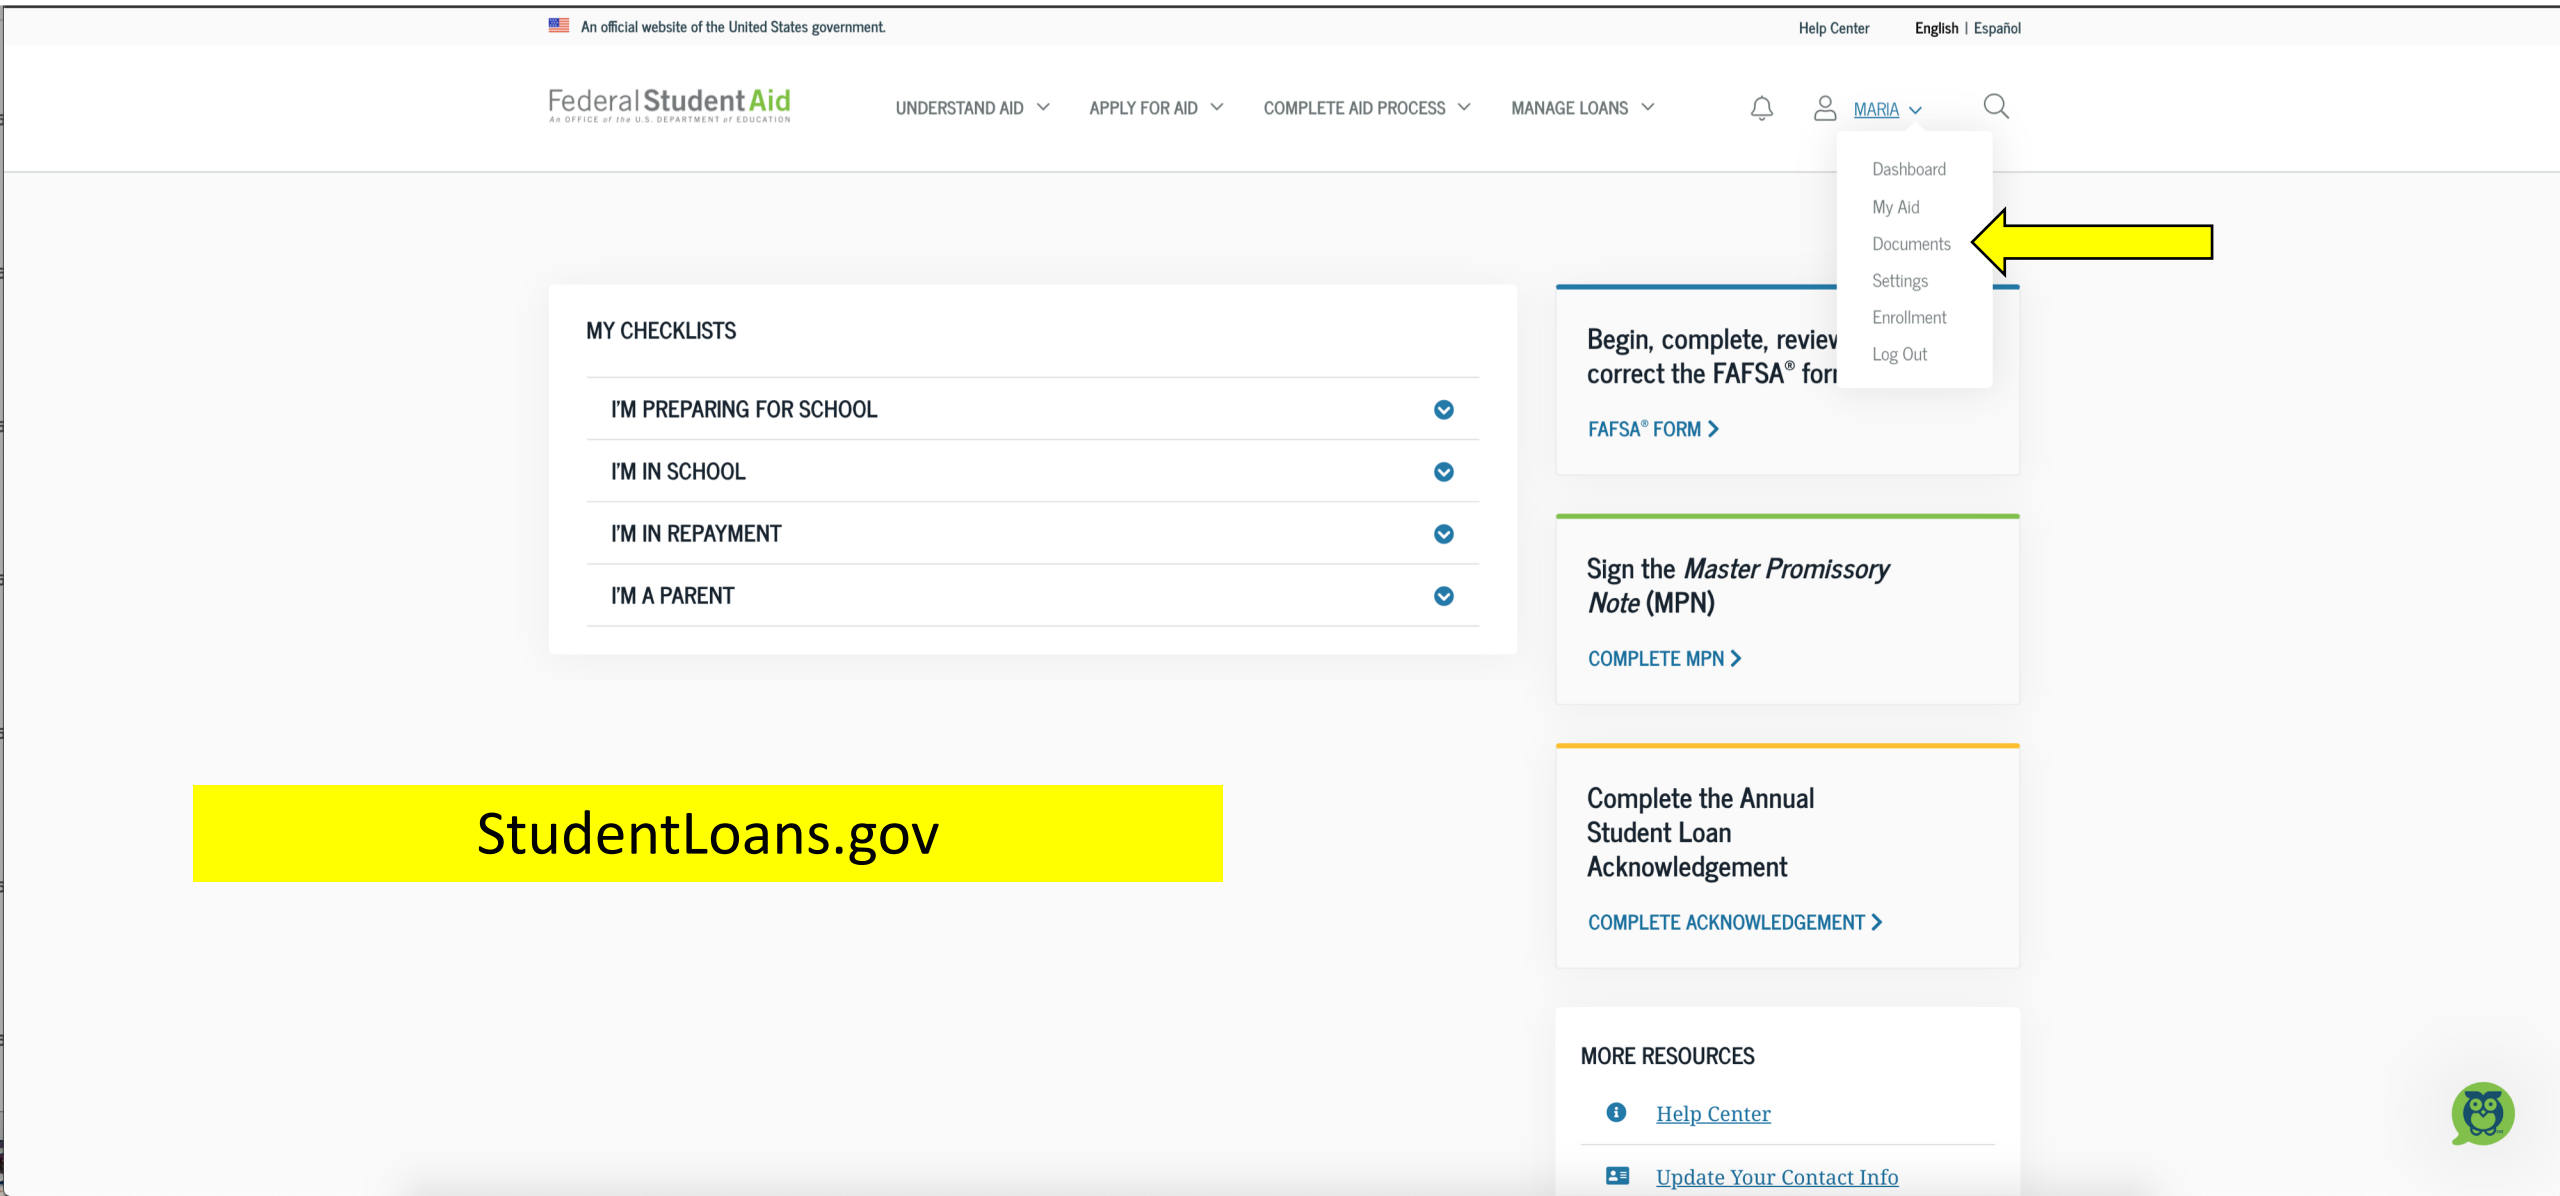 An official website of the United States government.
Help Center English | Español
Federal Student Aid
An OFFICE of the U.S. DEPARTMENT of EDUCATION
UNDERSTAND AID APPLY FOR AID COMPLETE AID PROCESS MANAGE LOANS MARIA
Dashboard
My Aid
Documents
Settings
Enrollment
Log Out
MY CHECKLISTS
I'M PREPARING FOR SCHOOL
I'M IN SCHOOL
I'M IN REPAYMENT
I'M A PARENT
Begin, complete, review
correct the FAFSA®
FAFSA® FORM
Sign the Master Promissory
Note (MPN)
COMPLETE MPN
Complete the Annual
Student Loan
Acknowledgement
COMPLETE ACKNOWLEDGEMENT
StudentLoans.gov
MORE RESOURCES
Help Center
Update Your Contact Info